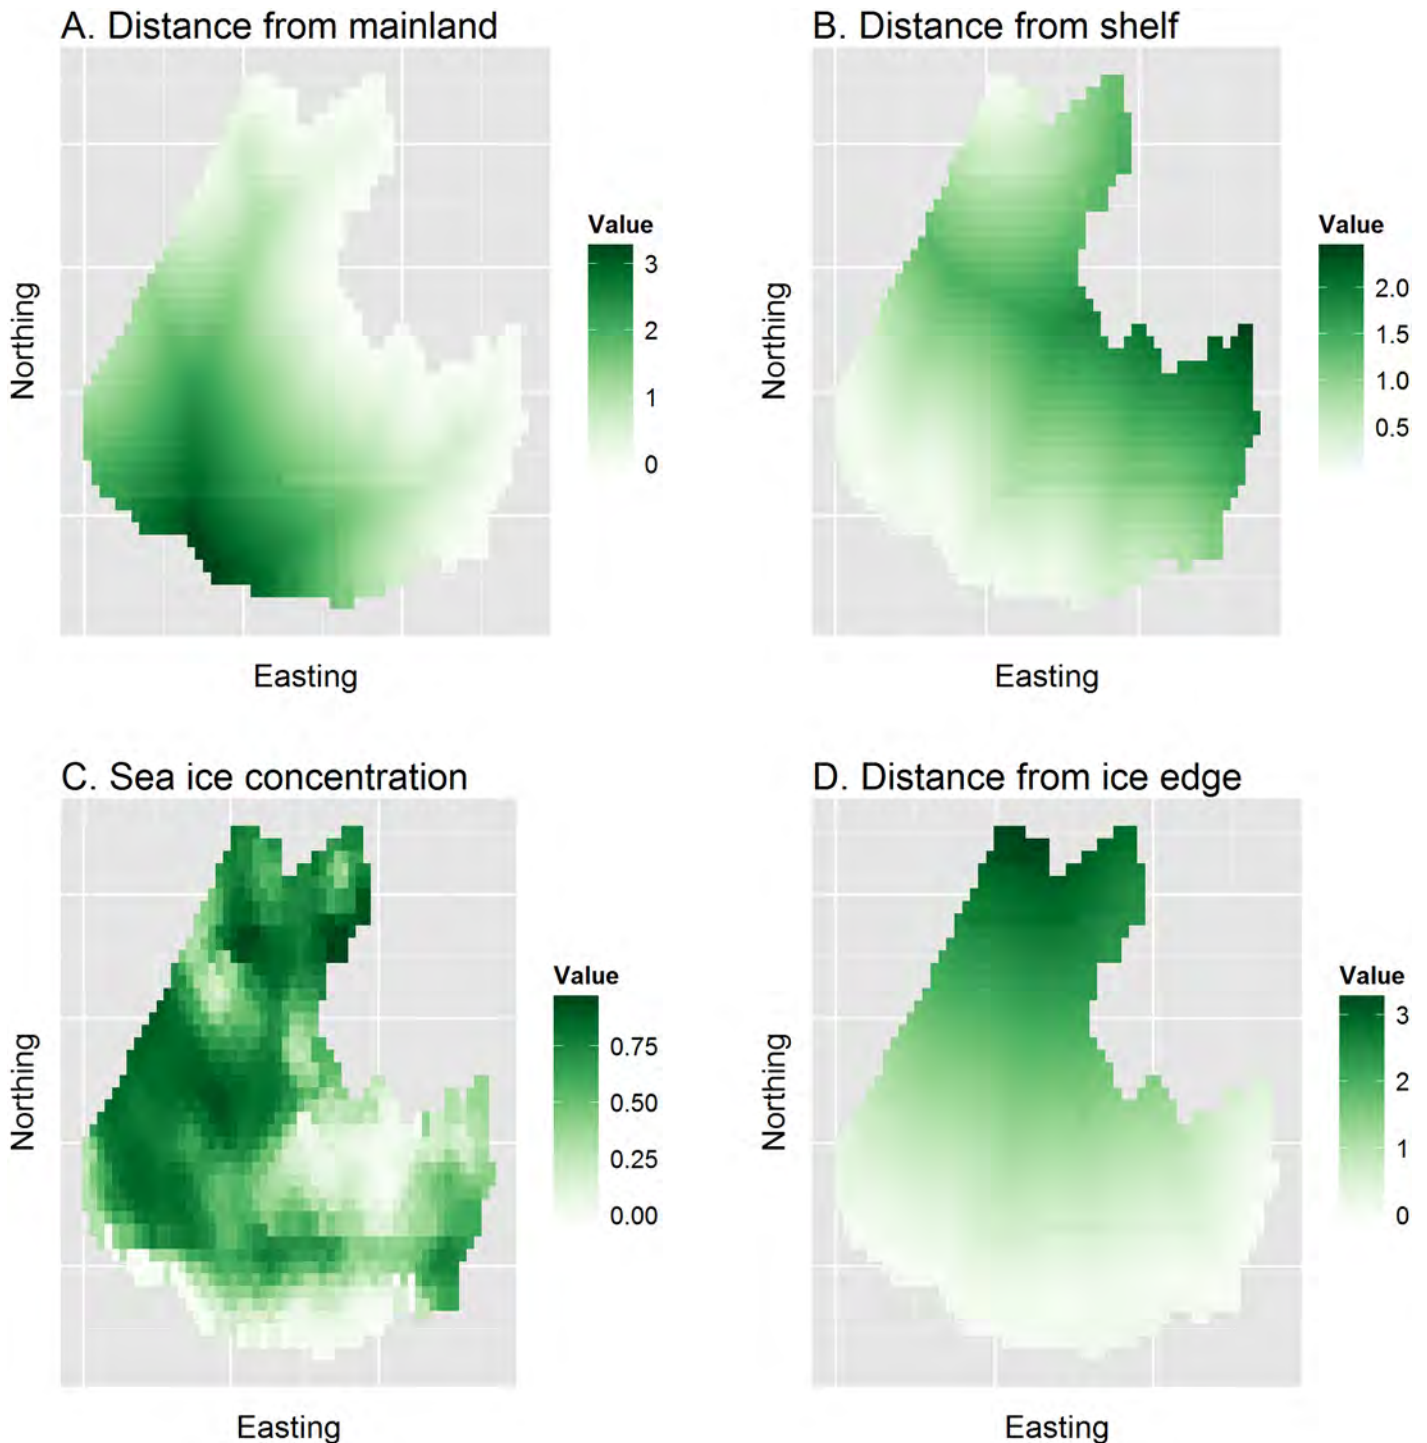 A. Distance from mainland
Northing
Easting
Value
3
2
1
0
B. Distance from shelf
Northing
Easting
Value
2.0
1.5
1.0
0.5
C. Sea ice concentration
Northing
Easting
Value
0.75
0.50
0.25
0.00
D. Distance from ice edge
Northing
Easting
Value
3
2
1
0